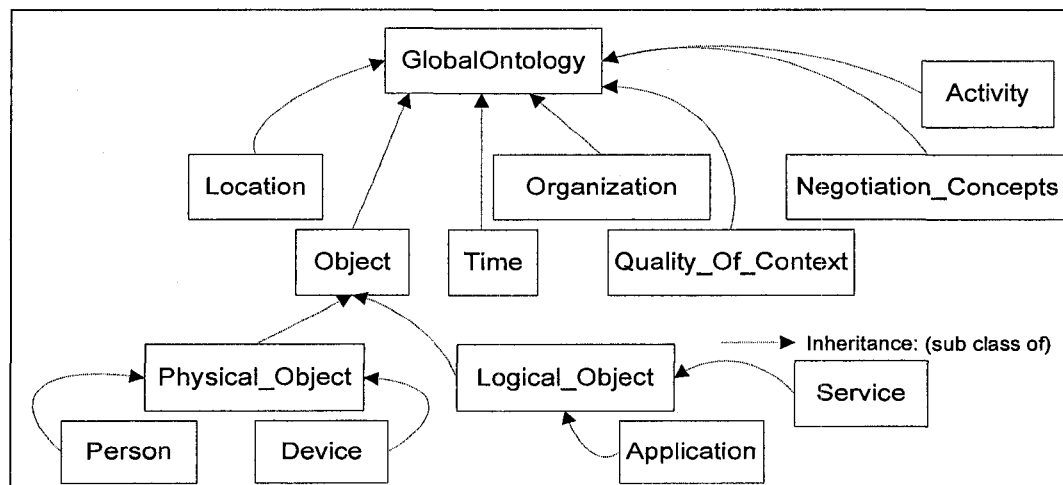 GlobalOntology
Activity
Location
Organization
Negotiation_Concepts
Object
Time
Quality_Of_Context
Inheritance: (sub class of)
Physical_Object
Logical_Object
Service
Person
Device
Application